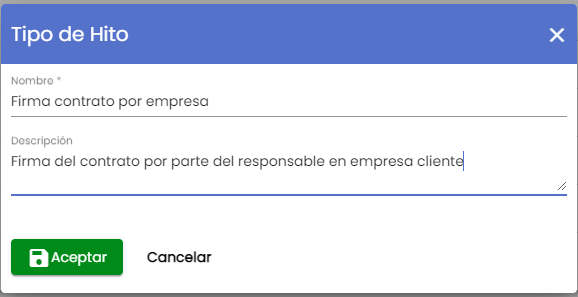 Tipo de Hito
Nombre *
Firma contrato por empresa
Descripción
Firma del contrato por parte del responsable en empresa cliente
Aceptar Cancelar